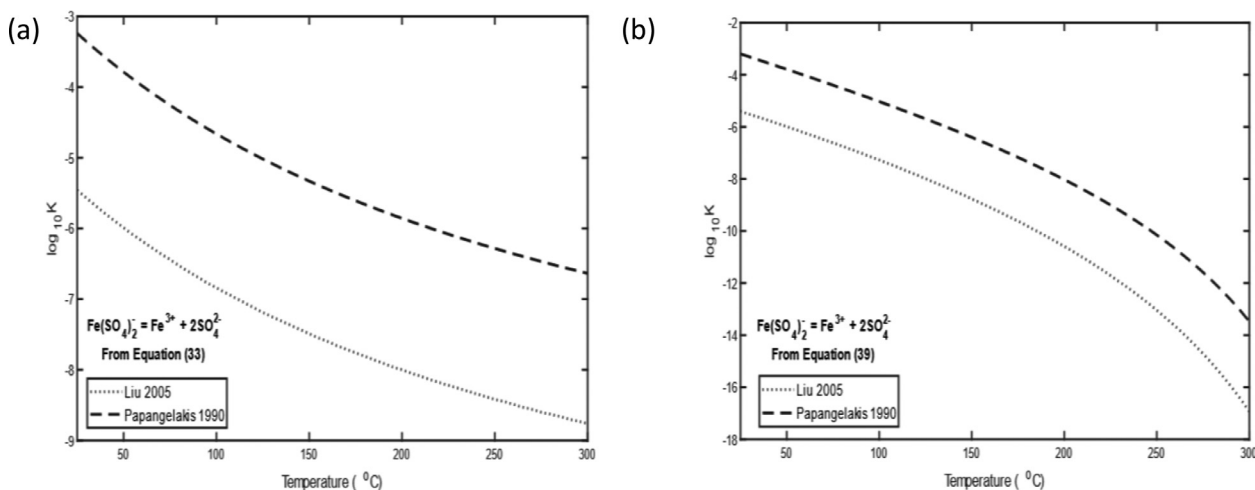 (a)
-3
-4
-5
-6
-7
-8
-9
log 10 K
Fe(SO4)2- = Fe3+ + 2SO42-
From Equation (33)
Liu 2005
Papangelakis 1990
50 100 150 200 250 300
Temperature ( 0C)
(b)
-2
-4
-6
-8
-10
-12
-14
-16
-18
log 10 K
Fe(SO4)2- = Fe3+ + 2SO42-
From Equation (39)
Liu 2005
Papangelakis 1990
50 100 150 200 250 300
Temperature ( 0C)